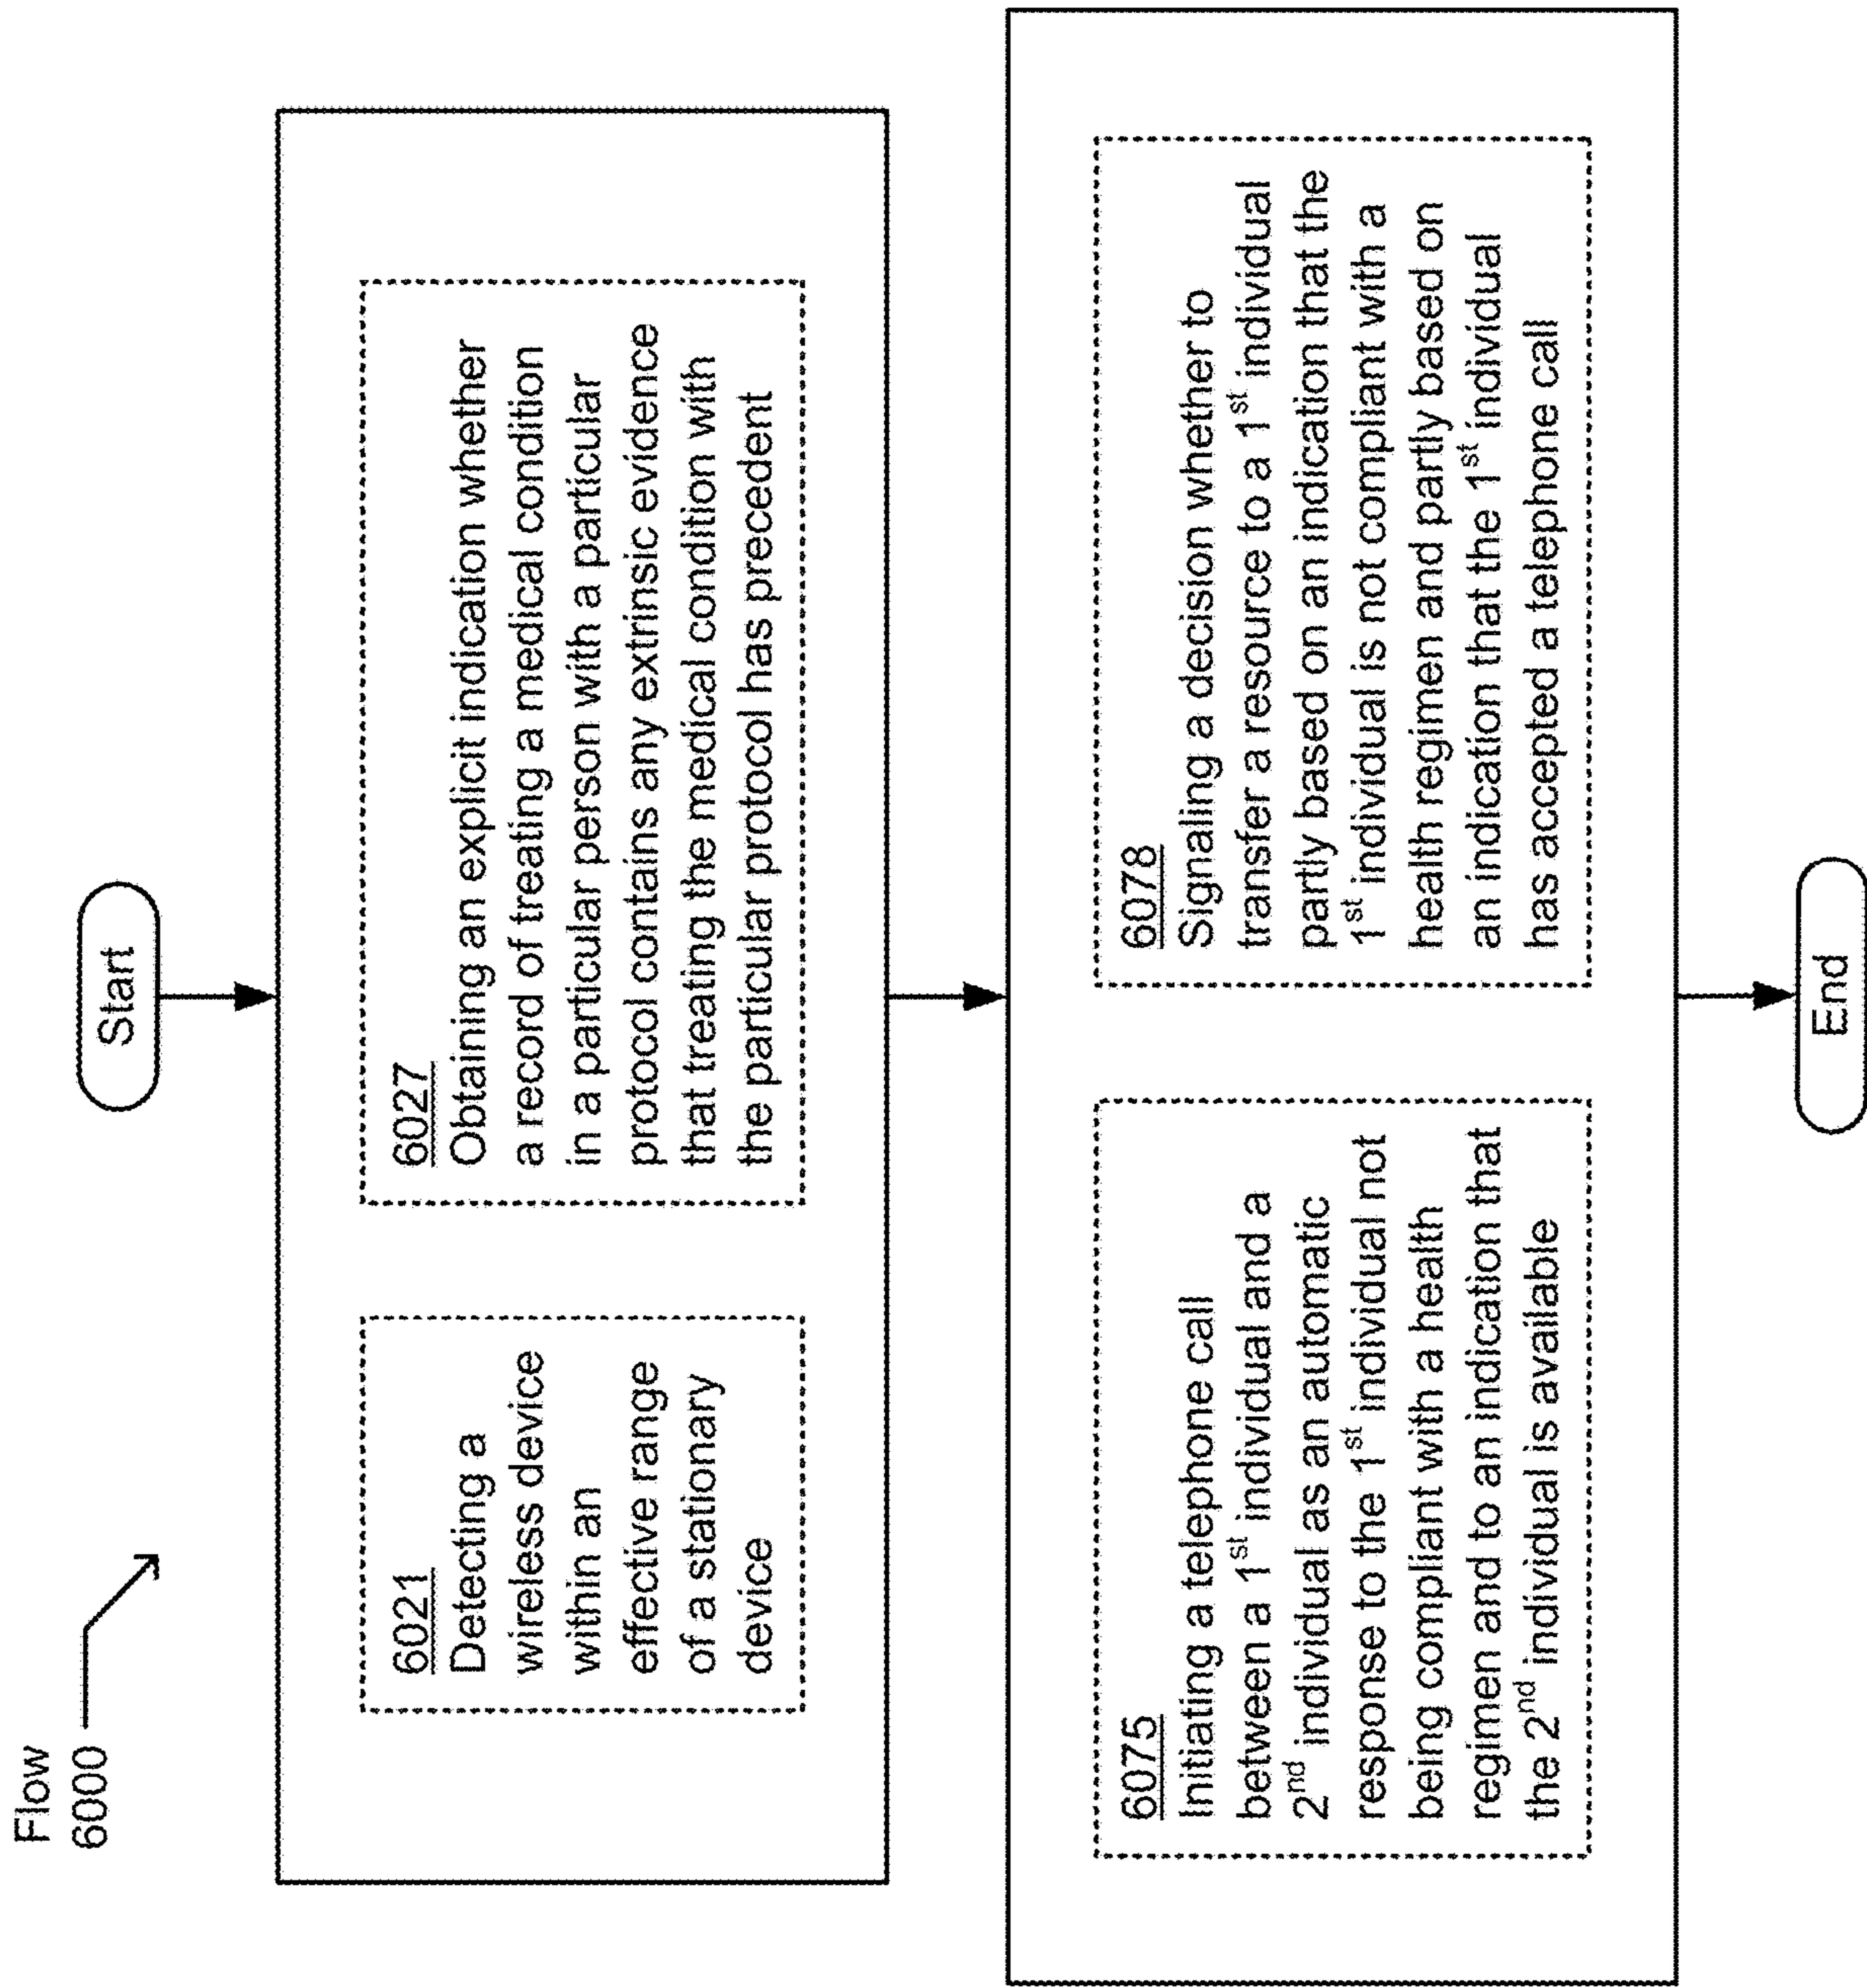 Flow
6000
Start
6021
Detecting a
wireless device
within an
effective range
of a stationary
device
6027
Obtaining an explicit indication whether
a record of treating a medical condition
in a particular person with a particular
protocol contains any extrinsic evidence
that treating the medical condition with
the particular protocol has precedent
6075
Initiating a telephone call
between a 1st individual and a
2nd individual as an automatic
response to the 1st individual not
being compliant with a health
regimen and to an indication that
the 2nd individual is available
6078
Signaling a decision whether to
transfer a resource to a 1st individual
partly based on an indication that the
1st individual is not compliant with a
health regimen and partly based on
an indication that the 1st individual
has accepted a telephone call
End